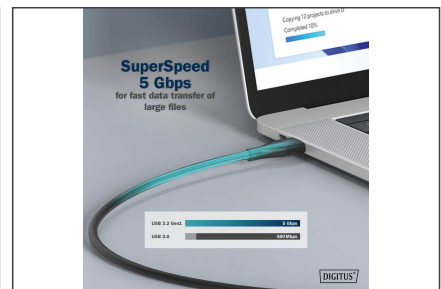 Copying 12 projects to drive D
Completed 10%
SuperSpeed
5 Gbps
for fast data transfer of
large files
USB 3.2 Gen1 5 Gbps
USB 2.0 480 Mbps
DIGITUS®